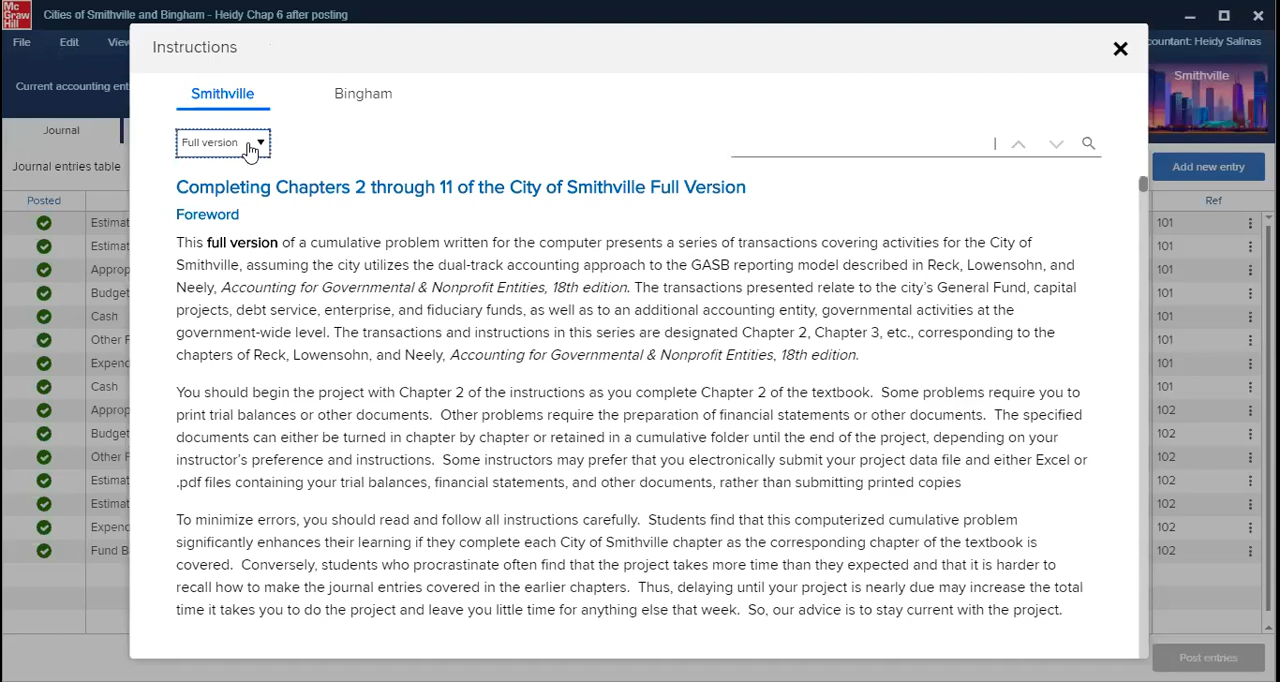 Mc Graw Hill
Cities of Smithville and Bingham - Heidy Chap 6 after posting
File Edit View
countant: Heidy Salinas
Current accounting ent
Smithville
Journal
Journal entries table
Add new entry
Posted
Ref
Estimat 101
Estimat 101
Approp 101
Budget 101
Cash 101
Other F 101
Expend 101
Cash 101
Approp 102
Budget 102
Other F 102
Estimat 102
Estimat 102
Expend 102
Fund B 102
Post entries
Instructions
Smithville Bingham
Full version
Completing Chapters 2 through 11 of the City of Smithville Full Version
Foreword
This full version of a cumulative problem written for the computer presents a series of transactions covering activities for the City of
Smithville, assuming the city utilizes the dual-track accounting approach to the GASB reporting model described in Reck, Lowensohn, and
Neely, Accounting for Governmental & Nonprofit Entities, 18th edition. The transactions presented relate to the city's General Fund, capital
projects, debt service, enterprise, and fiduciary funds, as well as to an additional accounting entity, governmental activities at the
government-wide level. The transactions and instructions in this series are designated Chapter 2, Chapter 3, etc., corresponding to the
chapters of Reck, Lowensohn, and Neely, Accounting for Governmental & Nonprofit Entities, 18th edition.
You should begin the project with Chapter 2 of the instructions as you complete Chapter 2 of the textbook. Some problems require you to
print trial balances or other documents. Other problems require the preparation of financial statements or other documents. The specified
documents can either be turned in chapter by chapter or retained in a cumulative folder until the end of the project, depending on your
instructor's preference and instructions. Some instructors may prefer that you electronically submit your project data file and either Excel or
.pdf files containing your trial balances, financial statements, and other documents, rather than submitting printed copies
To minimize errors, you should read and follow all instructions carefully. Students find that this computerized cumulative problem
significantly enhances their learning if they complete each City of Smithville chapter as the corresponding chapter of the textbook is
covered. Conversely, students who procrastinate often find that the project takes more time than they expected and that it is harder to
recall how to make the journal entries covered in the earlier chapters. Thus, delaying until your project is nearly due may increase the total
time it takes you to do the project and leave you little time for anything else that week. So, our advice is to stay current with the project.